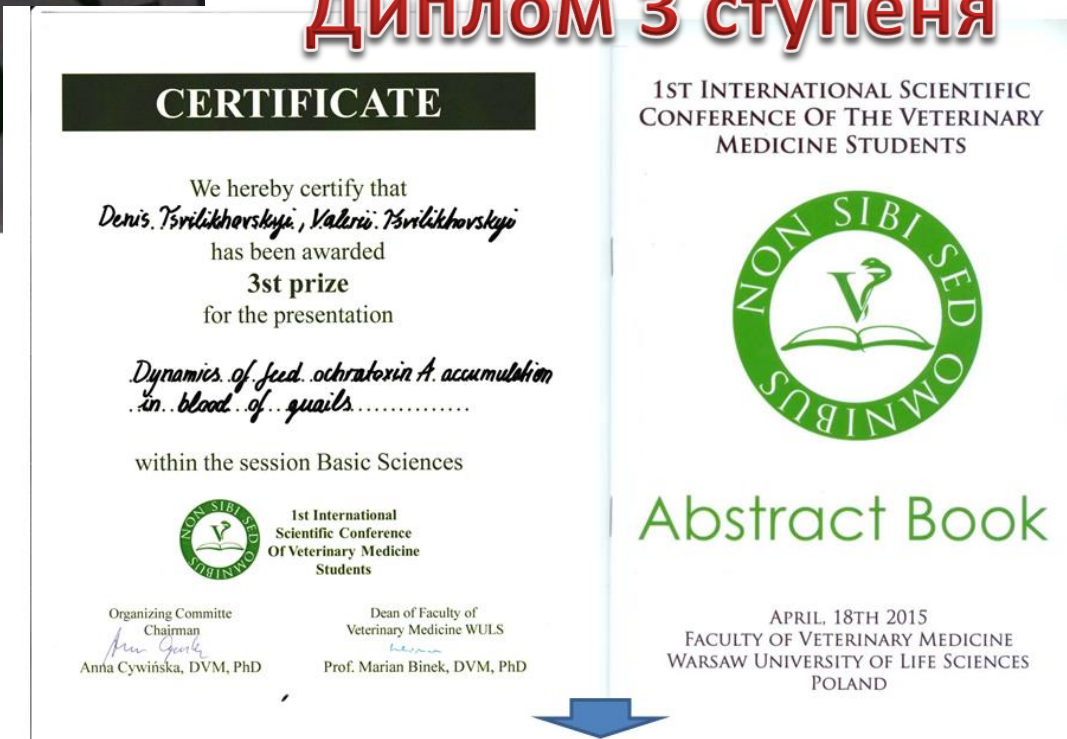 Диплом 3 ступеня
CERTIFICATE
We hereby certify that
Denis Tsvilikhovskyi, Valerii Tsvilikhovskyi
has been awarded
3st prize
for the presentation
Dynamics of feed ochratoxin A accumulation
in blood of quails
within the session Basic Sciences
NON SIBI SED OMNIBUS
V
1st International
Scientific Conference
Of Veterinary Medicine
Students
Organizing Committe
Chairman
Anna Cywińska, DVM, PhD
Dean of Faculty of
Veterinary Medicine WULS
Prof. Marian Binek, DVM, PhD
1ST INTERNATIONAL SCIENTIFIC
CONFERENCE OF THE VETERINARY
MEDICINE STUDENTS
NON SIBI SED OMNIBUS
V
Abstract Book
APRIL, 18TH 2015
FACULTY OF VETERINARY MEDICINE
WARSAW UNIVERSITY OF LIFE SCIENCES
POLAND